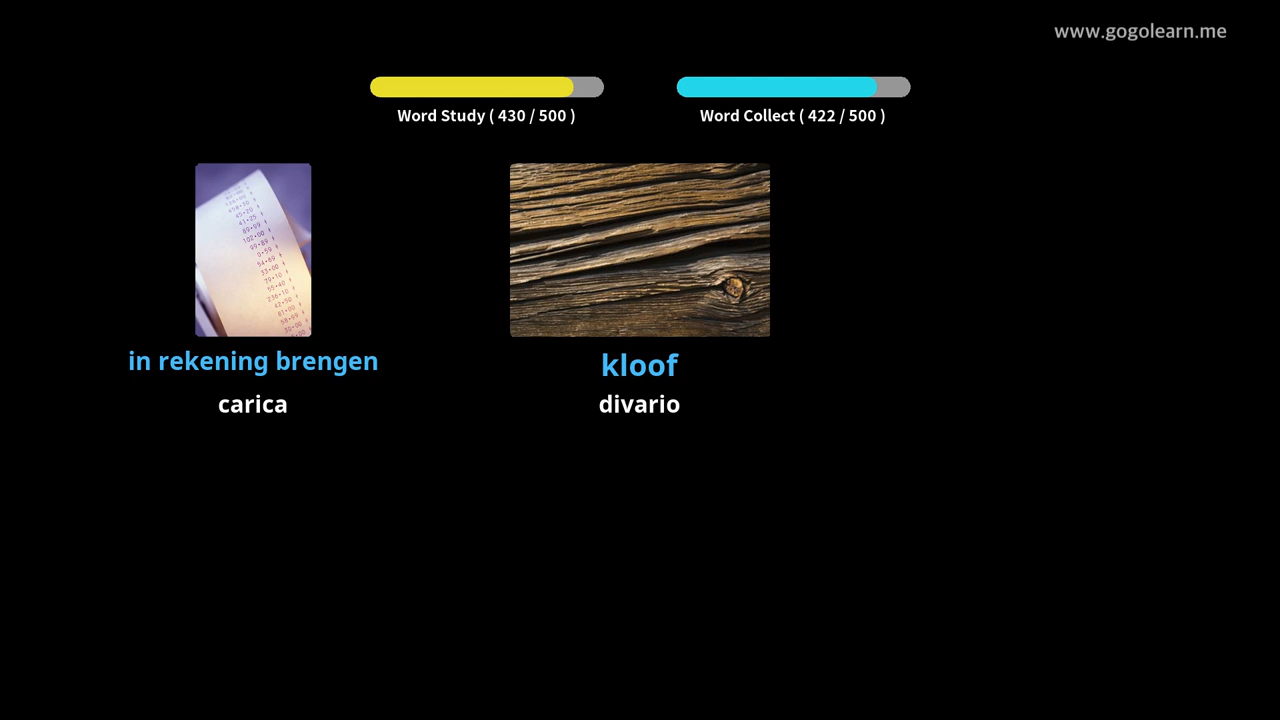 www.gogolearn.me
Word Study ( 430 / 500 )
Word Collect ( 422 / 500 )
in rekening brengen
carica
kloof
divario